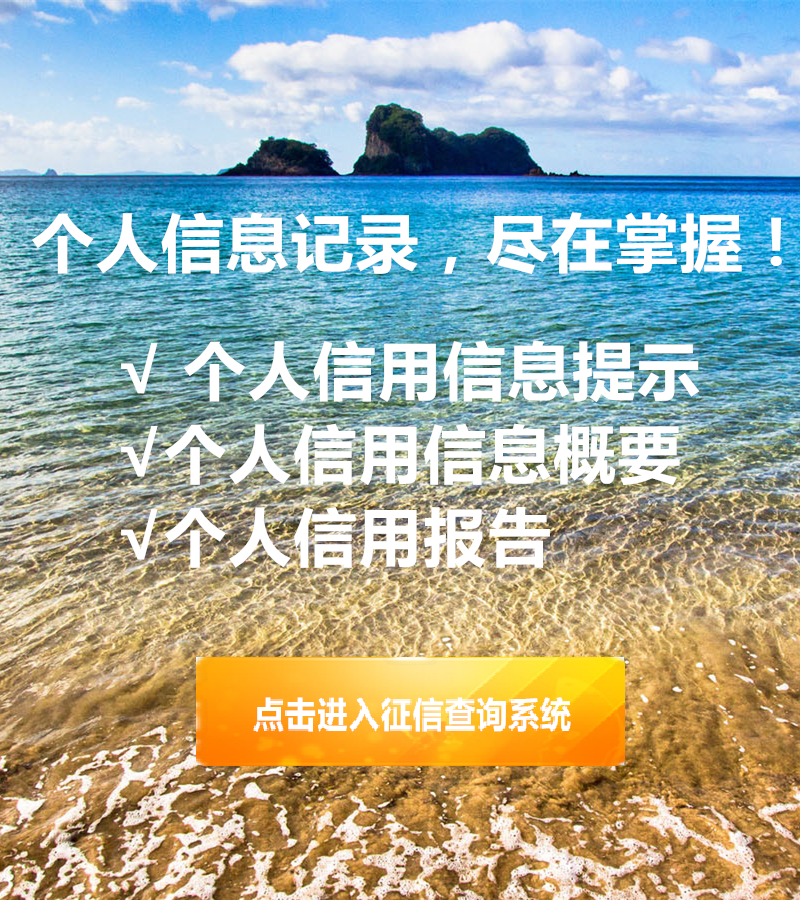 个人信息记录，尽在掌握！
√ 个人信用信息提示
√个人信用信息概要
√个人信用报告
点击进入征信查询系统